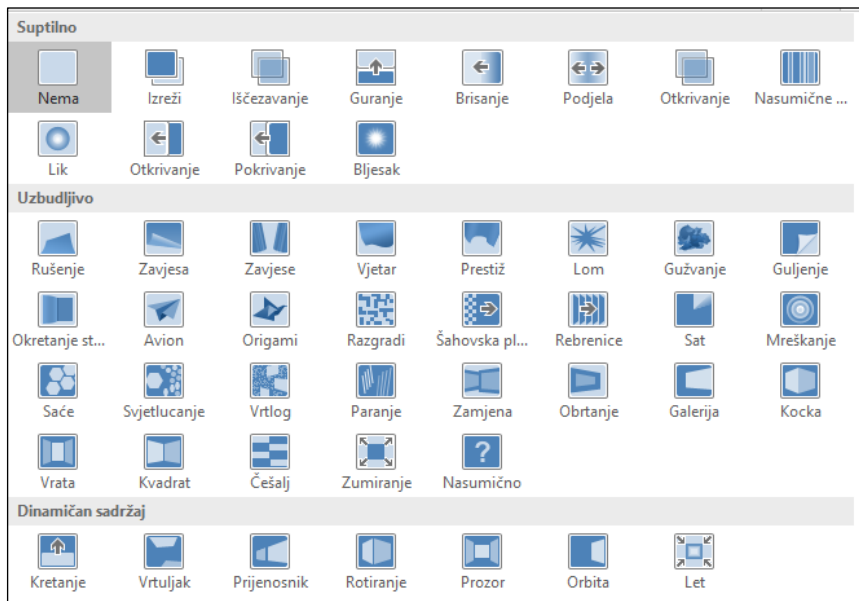 Suptilno
Nema Izreži Iščezavanje Guranje Brisanje Podjela Otkrivanje Nasumične ...
Lik Otkrivanje Pokrivanje Bljesak
Uzbudljivo
Rušenje Zavjesa Zavjese Vjetar Prestiž Lom Gužvanje Guljenje
Okretanje st... Avion Origami Razgradi Šahovska pl... Rebrenice Sat Mreškanje
Saće Svjetlucanje Vrtlog Paranje Zamjena Obrtanje Galerija Kocka
Vrata Kvadrat Češalj Zumiranje Nasumično
Dinamičan sadržaj
Kretanje Vrtuljak Prijenosnik Rotiranje Prozor Orbita Let